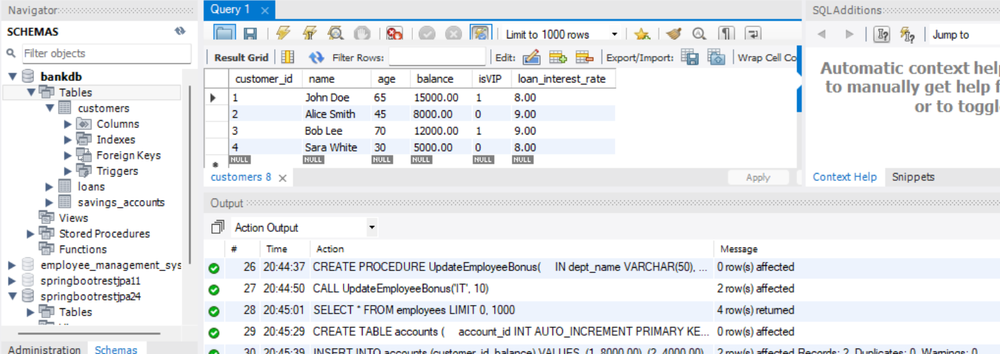 Navigator
SCHEMAS
Filter objects
bankdb
Tables
customers
Columns
Indexes
Foreign Keys
Triggers
loans
savings_accounts
Views
Stored Procedures
Functions
employee_management_sys
springbootrestjpa11
springbootrestjpa24
Tables
Administration Schemas
Query 1
Limit to 1000 rows
Result Grid Filter Rows: Edit: Export/Import: Wrap Cell Co
customer_id name age balance isVIP loan_interest_rate
1 John Doe 65 15000.00 1 8.00
2 Alice Smith 45 8000.00 0 9.00
3 Bob Lee 70 12000.00 1 9.00
4 Sara White 30 5000.00 0 8.00
NULL NULL NULL NULL NULL NULL
customers 8 Apply
Output
Action Output
# Time Action Message
26 20:44:37 CREATE PROCEDURE UpdateEmployeeBonus( IN dept_name VARCHAR(50), ... 0 row(s) affected
27 20:44:50 CALL UpdateEmployeeBonus('IT', 10) 2 row(s) affected
28 20:45:01 SELECT * FROM employees LIMIT 0, 1000 4 row(s) returned
29 20:45:29 CREATE TABLE accounts ( account_id INT AUTO_INCREMENT PRIMARY KE... 0 row(s) affected
30 20:45:39 INSERT INTO accounts (customer_id, balance) VALUES (1, 8000.00), (2, 4000.00) 2 row(s) affected Records: 2 Duplicates: 0 Warnings: 0
SQLAdditions
Jump to
Automatic context help
to manually get help f
or to toggle
Context Help Snippets